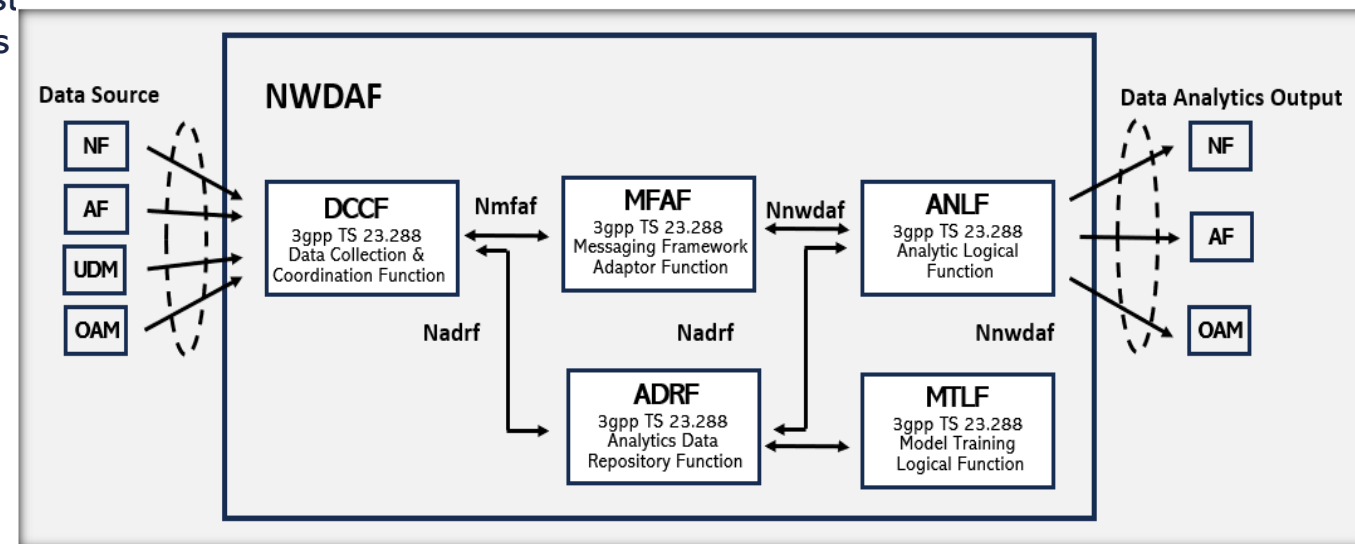 s
NWDAF
Data Source
Data Analytics Output
NF
AF
UDM
OAM
DCCF
3gpp TS 23.288
Data Collection &
Coordination Function
Nmfaf
MFAF
3gpp TS 23.288
Messaging Framework
Adaptor Function
Nnwdaf
ANLF
3gpp TS 23.288
Analytic Logical
Function
NF
AF
OAM
Nadrf
Nadrf
Nnwdaf
ADRF
3gpp TS 23.288
Analytics Data
Repository Function
MTLF
3gpp TS 23.288
Model Training
Logical Function